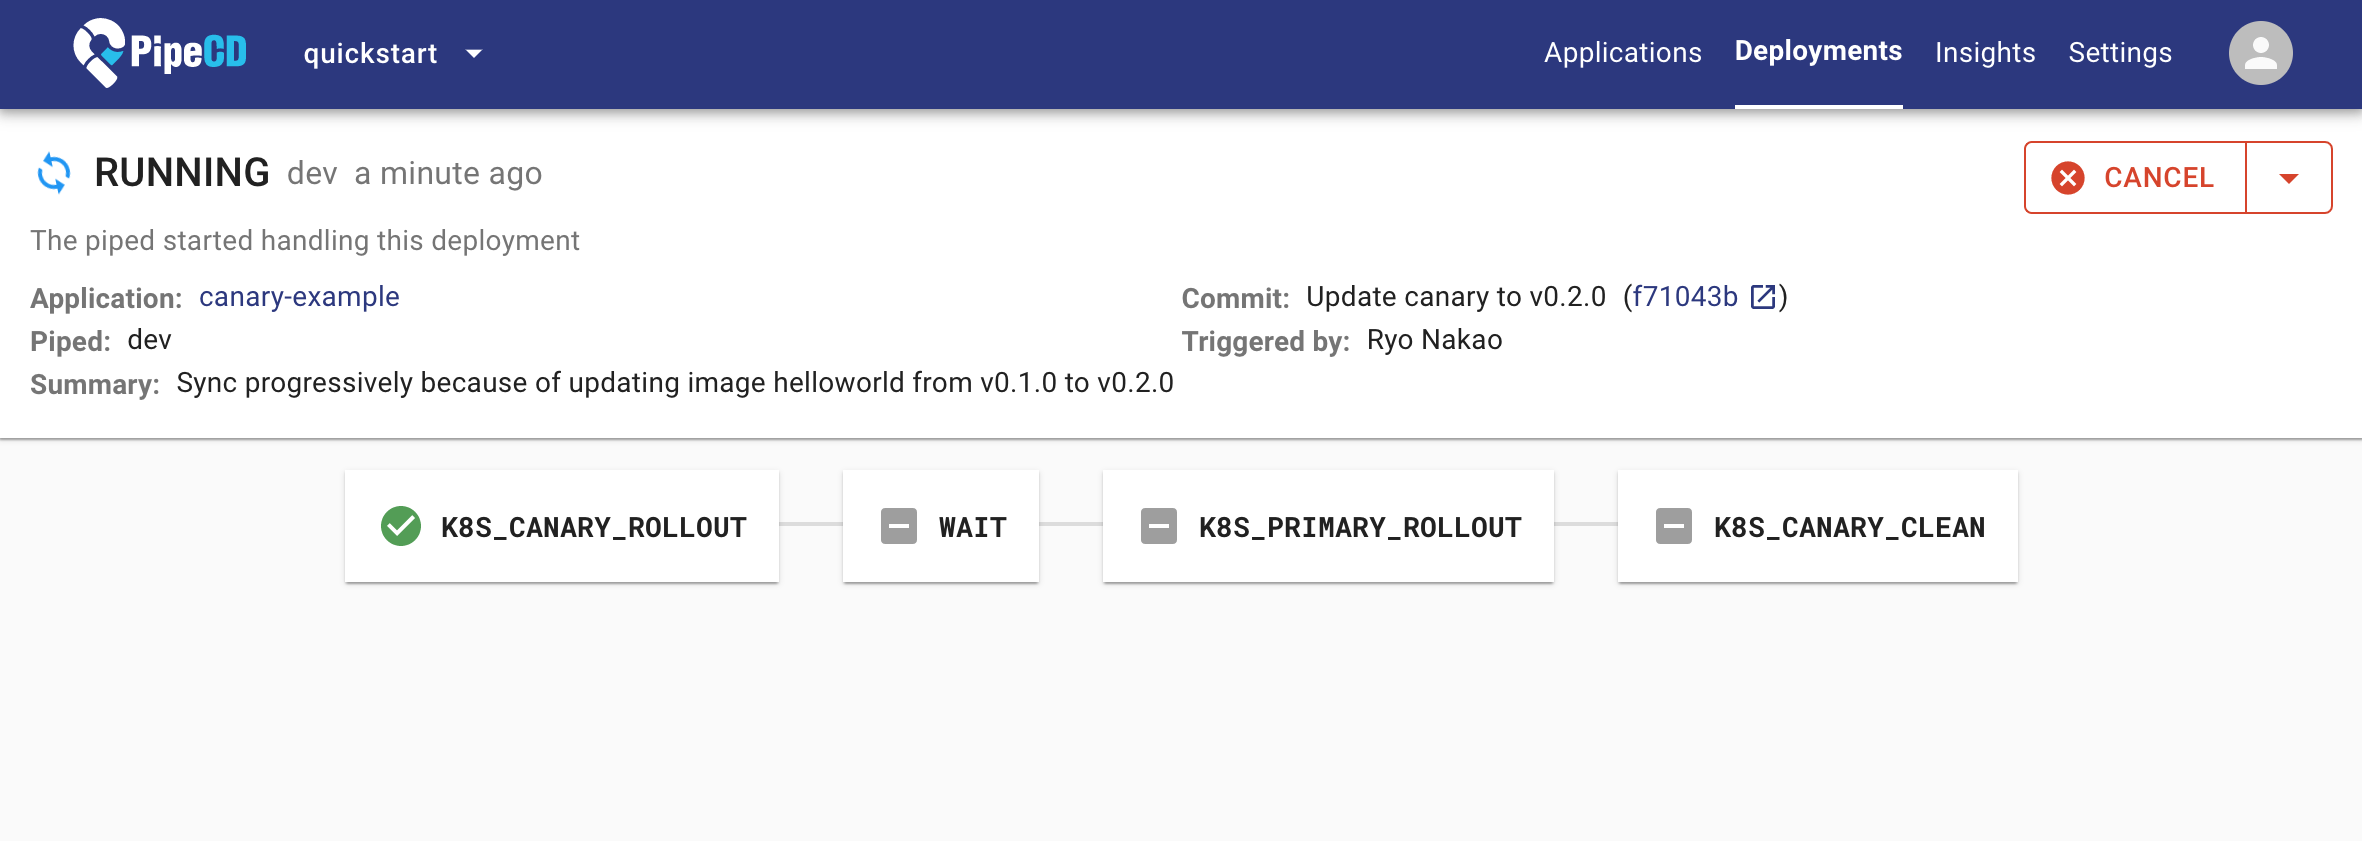 PipeCD quickstart Applications Deployments Insights Settings
RUNNING dev a minute ago CANCEL
The piped started handling this deployment
Application: canary-example Commit: Update canary to v0.2.0 (f71043b)
Piped: dev Triggered by: Ryo Nakao
Summary: Sync progressively because of updating image helloworld from v0.1.0 to v0.2.0
K8S_CANARY_ROLLOUT WAIT K8S_PRIMARY_ROLLOUT K8S_CANARY_CLEAN